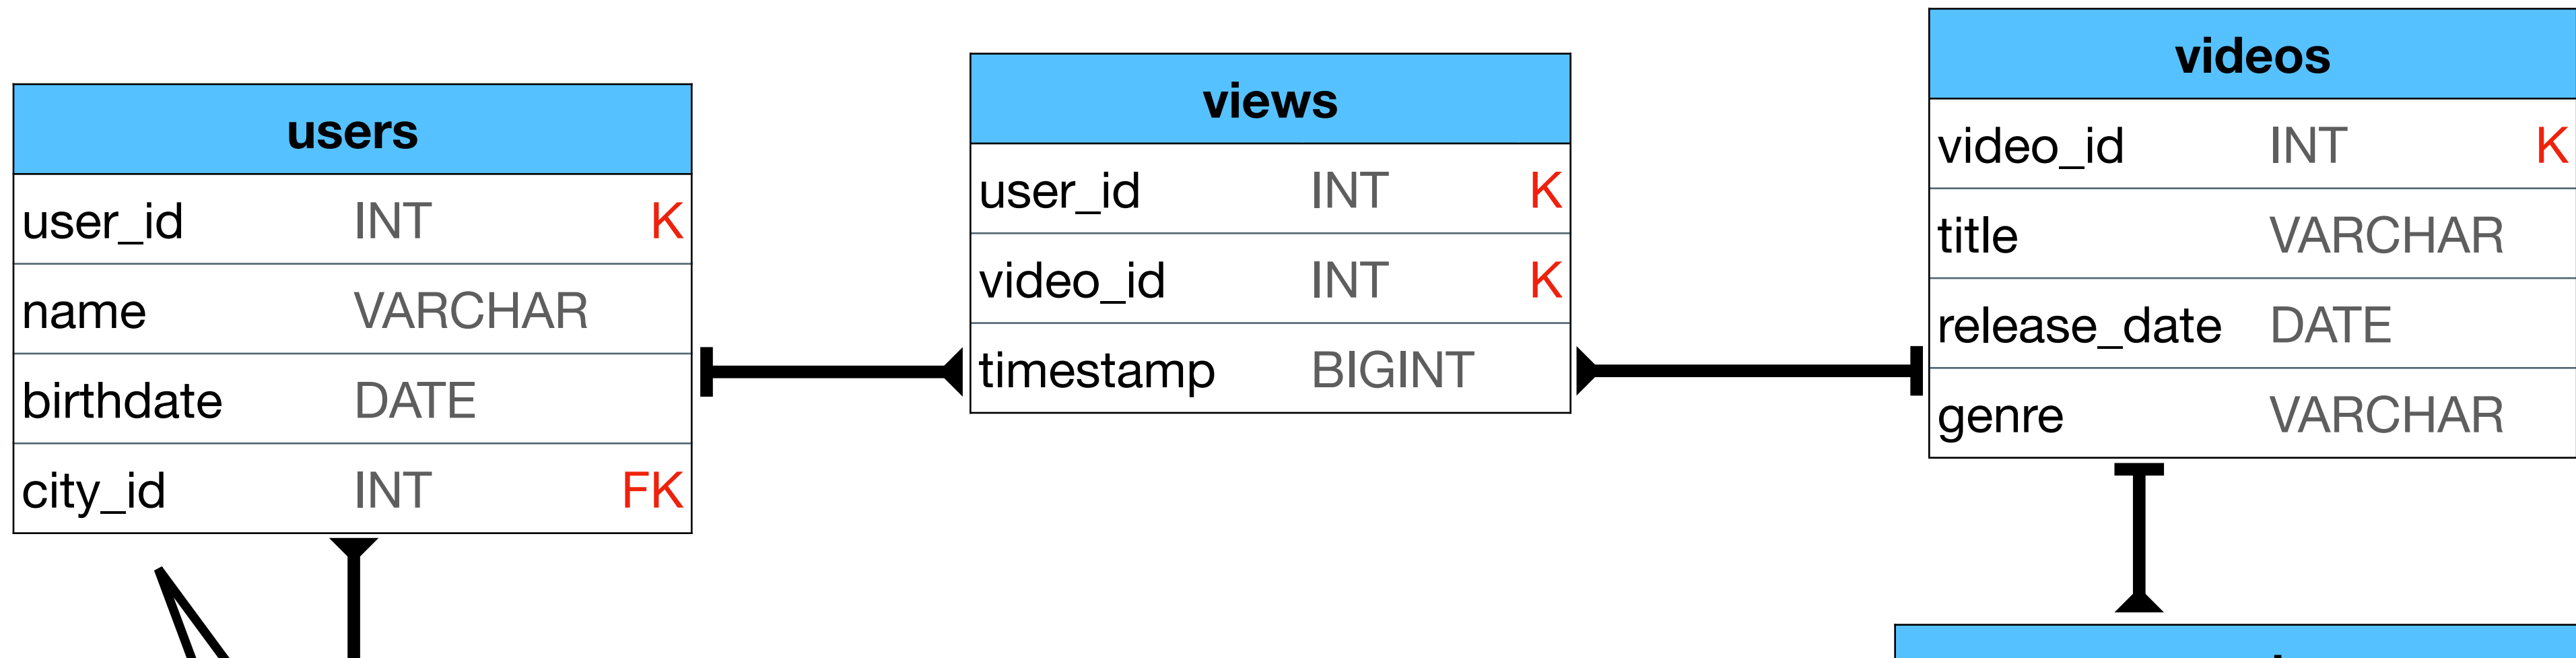 users
user_id INT K
name VARCHAR
birthdate DATE
city_id INT FK
views
user_id INT K
video_id INT K
timestamp BIGINT
videos
video_id INT K
title VARCHAR
release_date DATE
genre VARCHAR